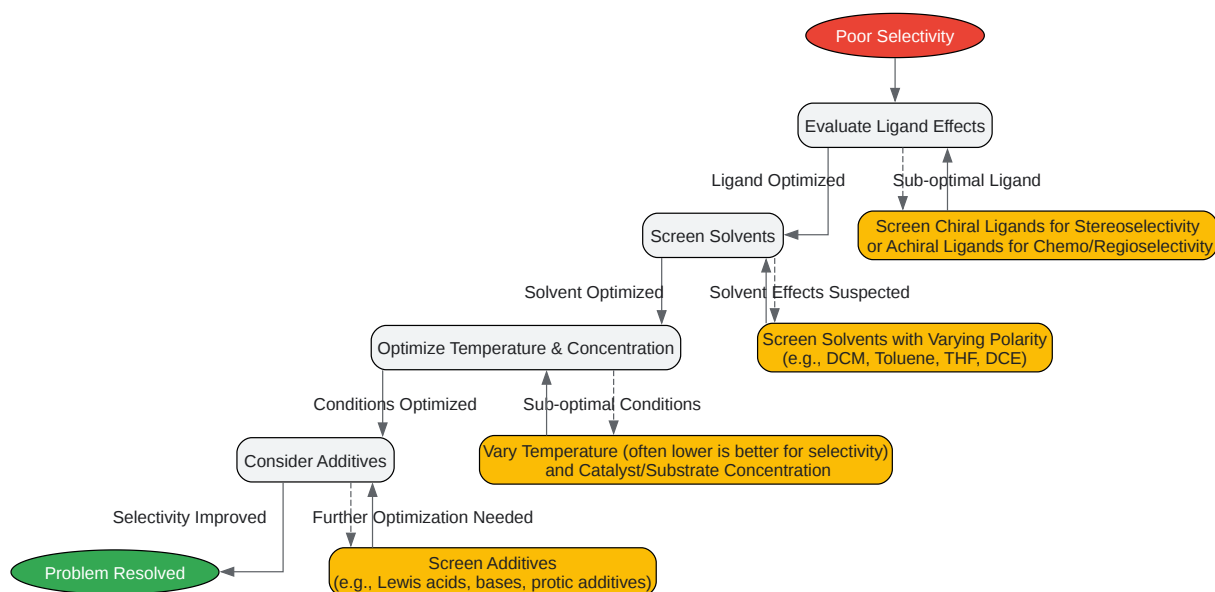 Poor Selectivity
Evaluate Ligand Effects
Ligand Optimized
Sub-optimal Ligand
Screen Chiral Ligands for Stereoselectivity
or Achiral Ligands for Chemo/Regioselectivity
Screen Solvents
Solvent Optimized
Solvent Effects Suspected
Screen Solvents with Varying Polarity
(e.g., DCM, Toluene, THF, DCE)
Optimize Temperature & Concentration
Conditions Optimized
Sub-optimal Conditions
Vary Temperature (often lower is better for selectivity)
and Catalyst/Substrate Concentration
Consider Additives
Selectivity Improved
Further Optimization Needed
Screen Additives
(e.g., Lewis acids, bases, protic additives)
Problem Resolved